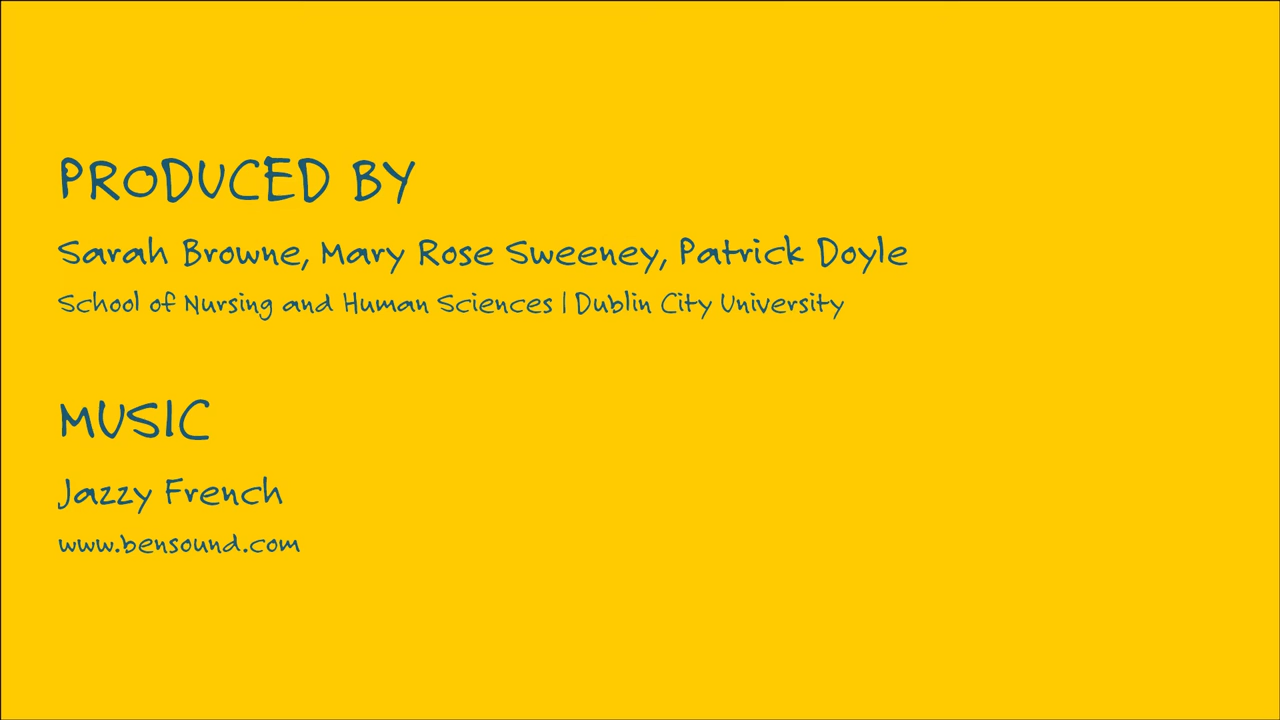 PRODUCED BY
Sarah Browne, Mary Rose Sweeney, Patrick Doyle
School of Nursing and Human Sciences | Dublin City University
MUSIC
Jazzy French
www.bensound.com